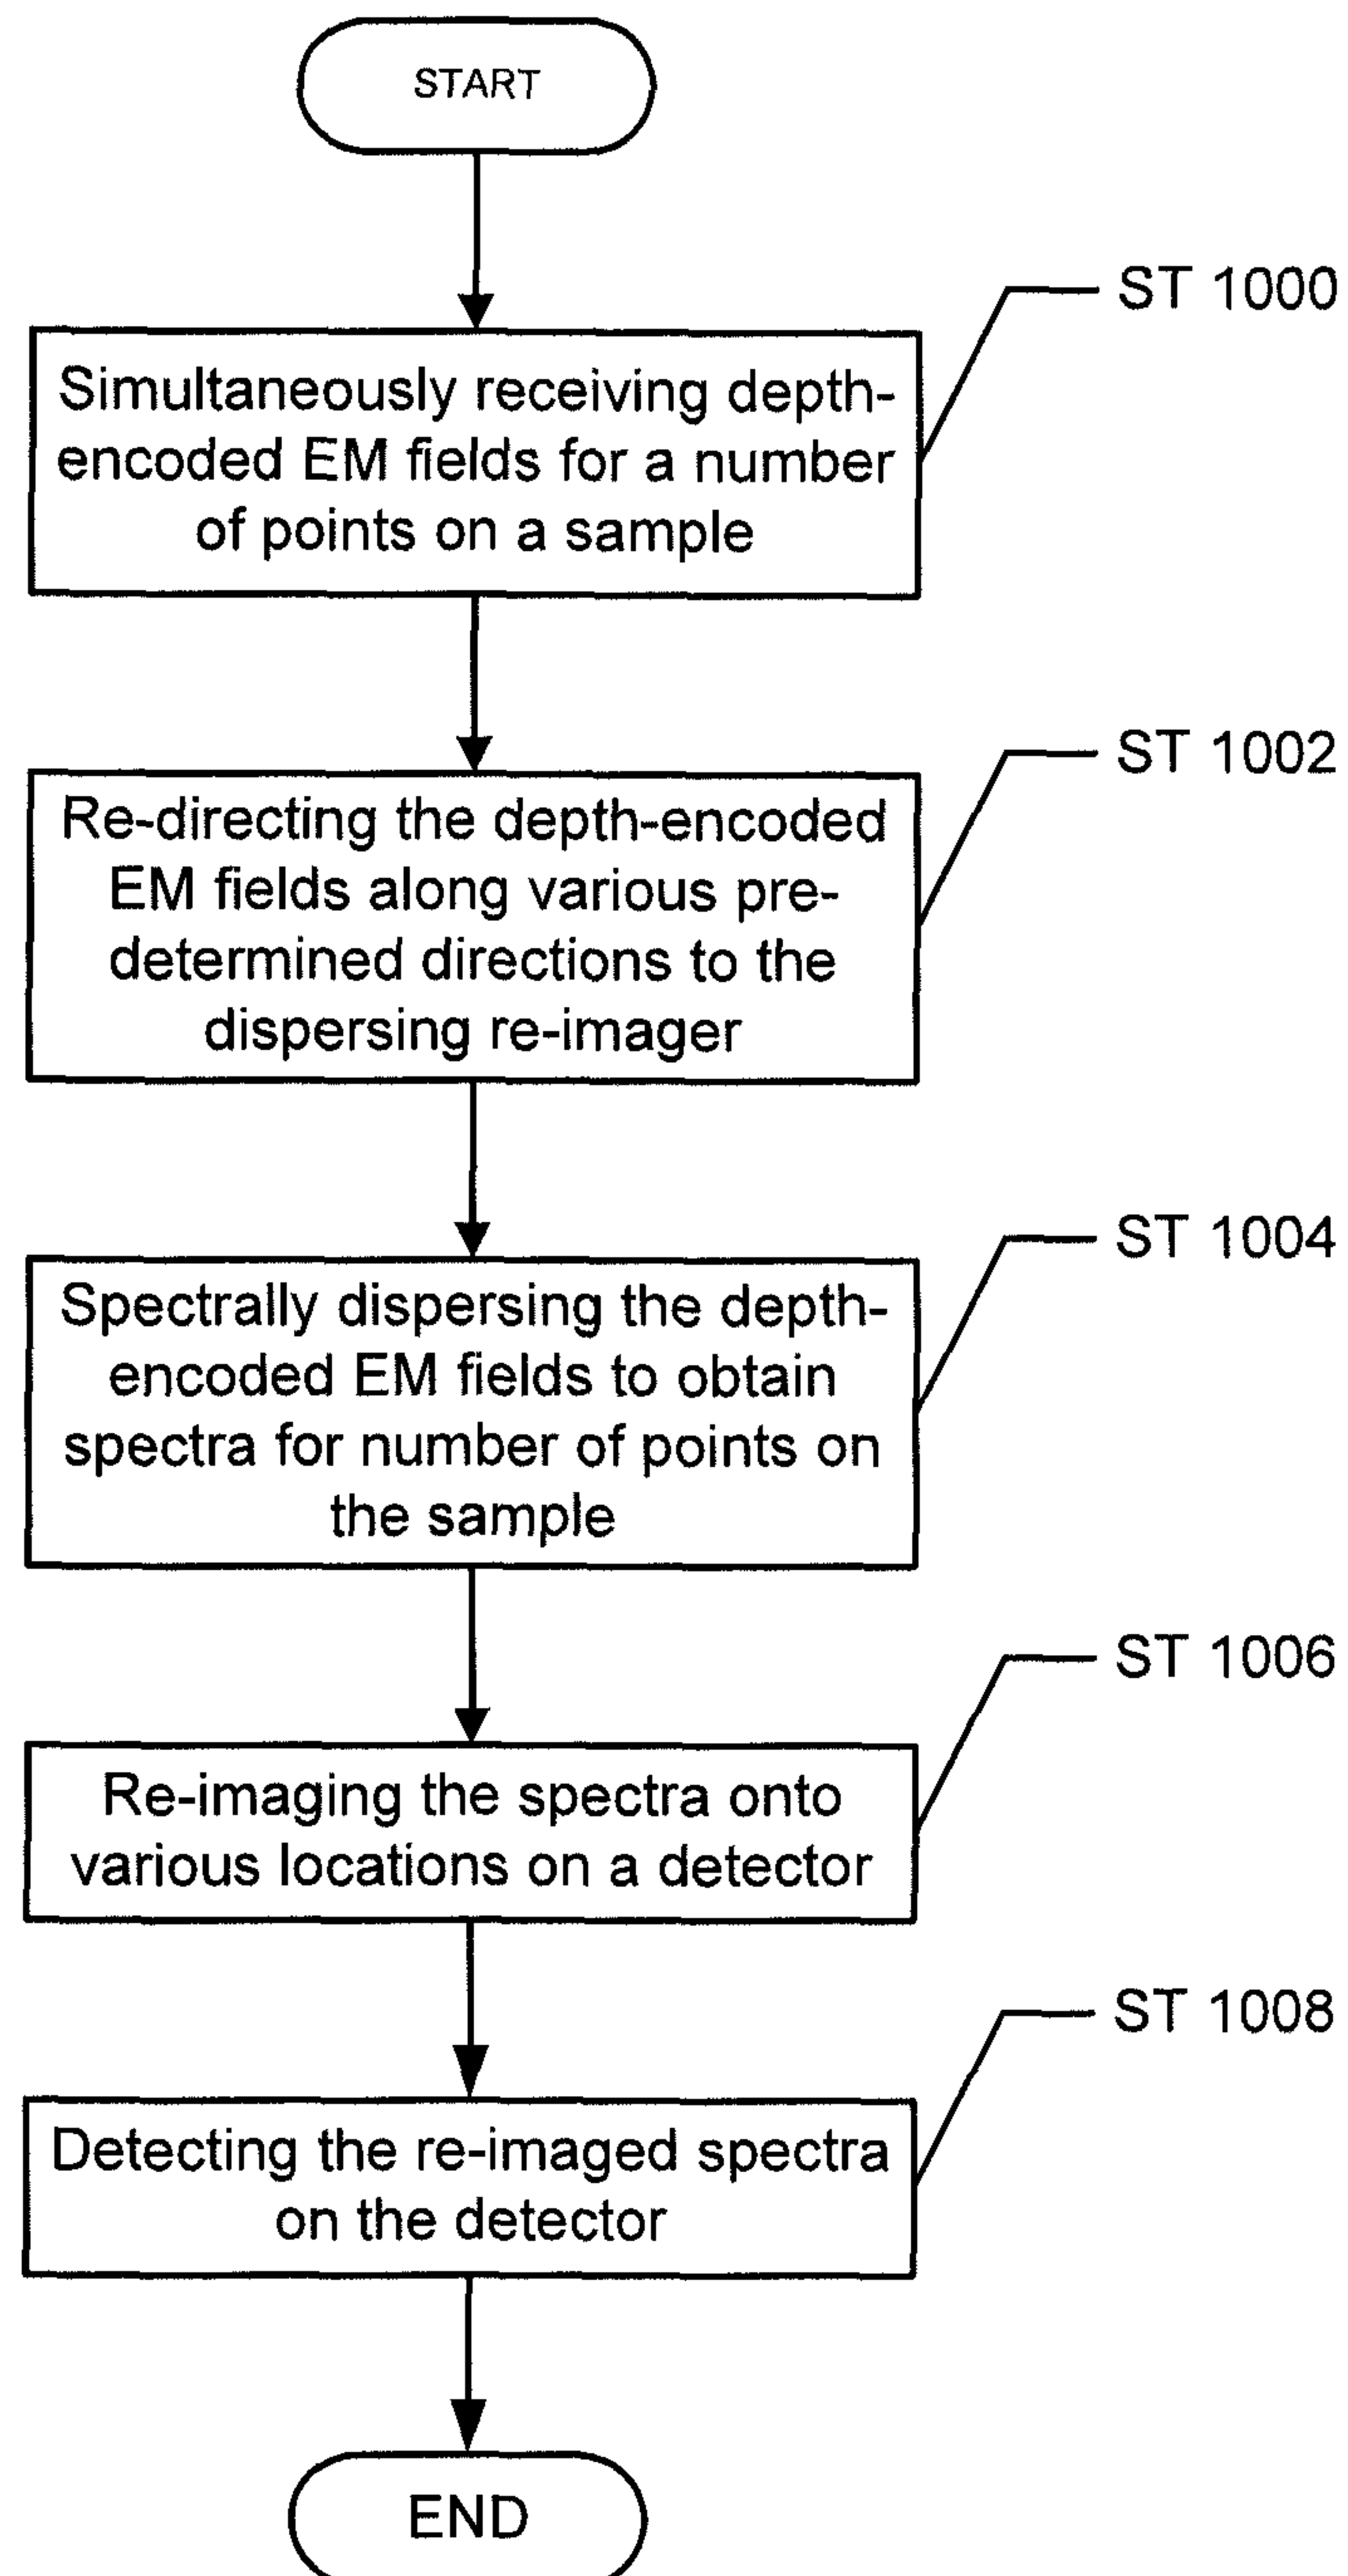 START
ST 1000
Simultaneously receiving depth-
encoded EM fields for a number
of points on a sample
ST 1002
Re-directing the depth-encoded
EM fields along various pre-
determined directions to the
dispersing re-imager
ST 1004
Spectrally dispersing the depth-
encoded EM fields to obtain
spectra for number of points on
the sample
ST 1006
Re-imaging the spectra onto
various locations on a detector
ST 1008
Detecting the re-imaged spectra
on the detector
END